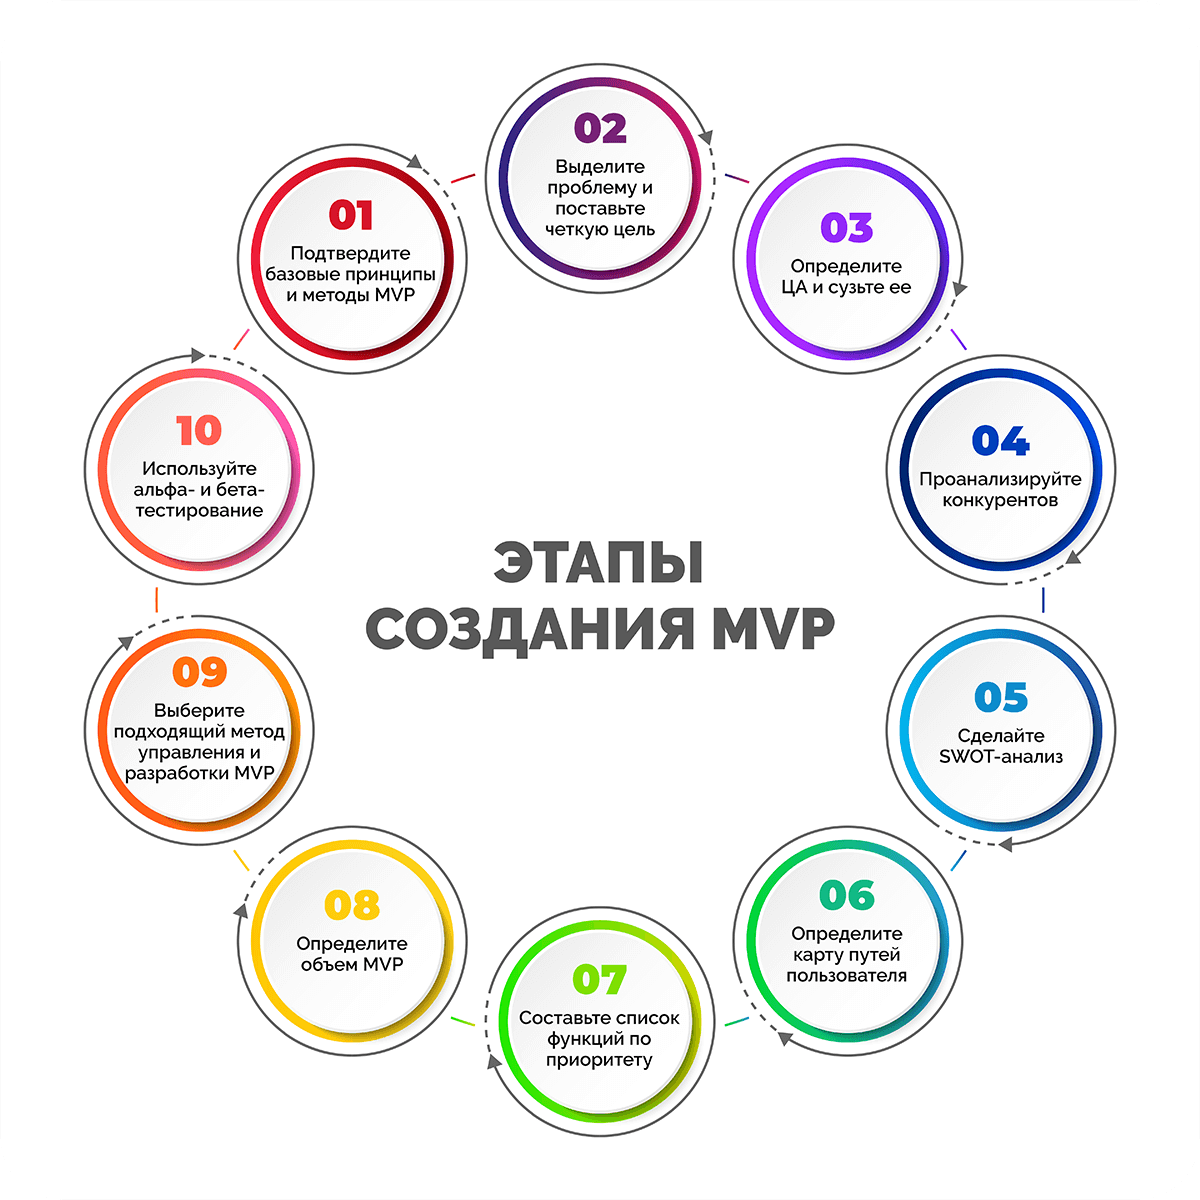 ЭТАПЫ
СОЗДАНИЯ MVP
01
Подтвердите
базовые принципы
и методы MVP
02
Выделите
проблему и
поставьте
четкую цель
03
Определите
ЦА и сузьте ее
04
Проанализируйте
конкурентов
05
Сделайте
SWOT-анализ
06
Определите
карту путей
пользователя
07
Составьте список
функций по
приоритету
08
Определите
объем MVP
09
Выберите
подходящий метод
управления и
разработки MVP
10
Используйте
альфа- и бета-
тестирование